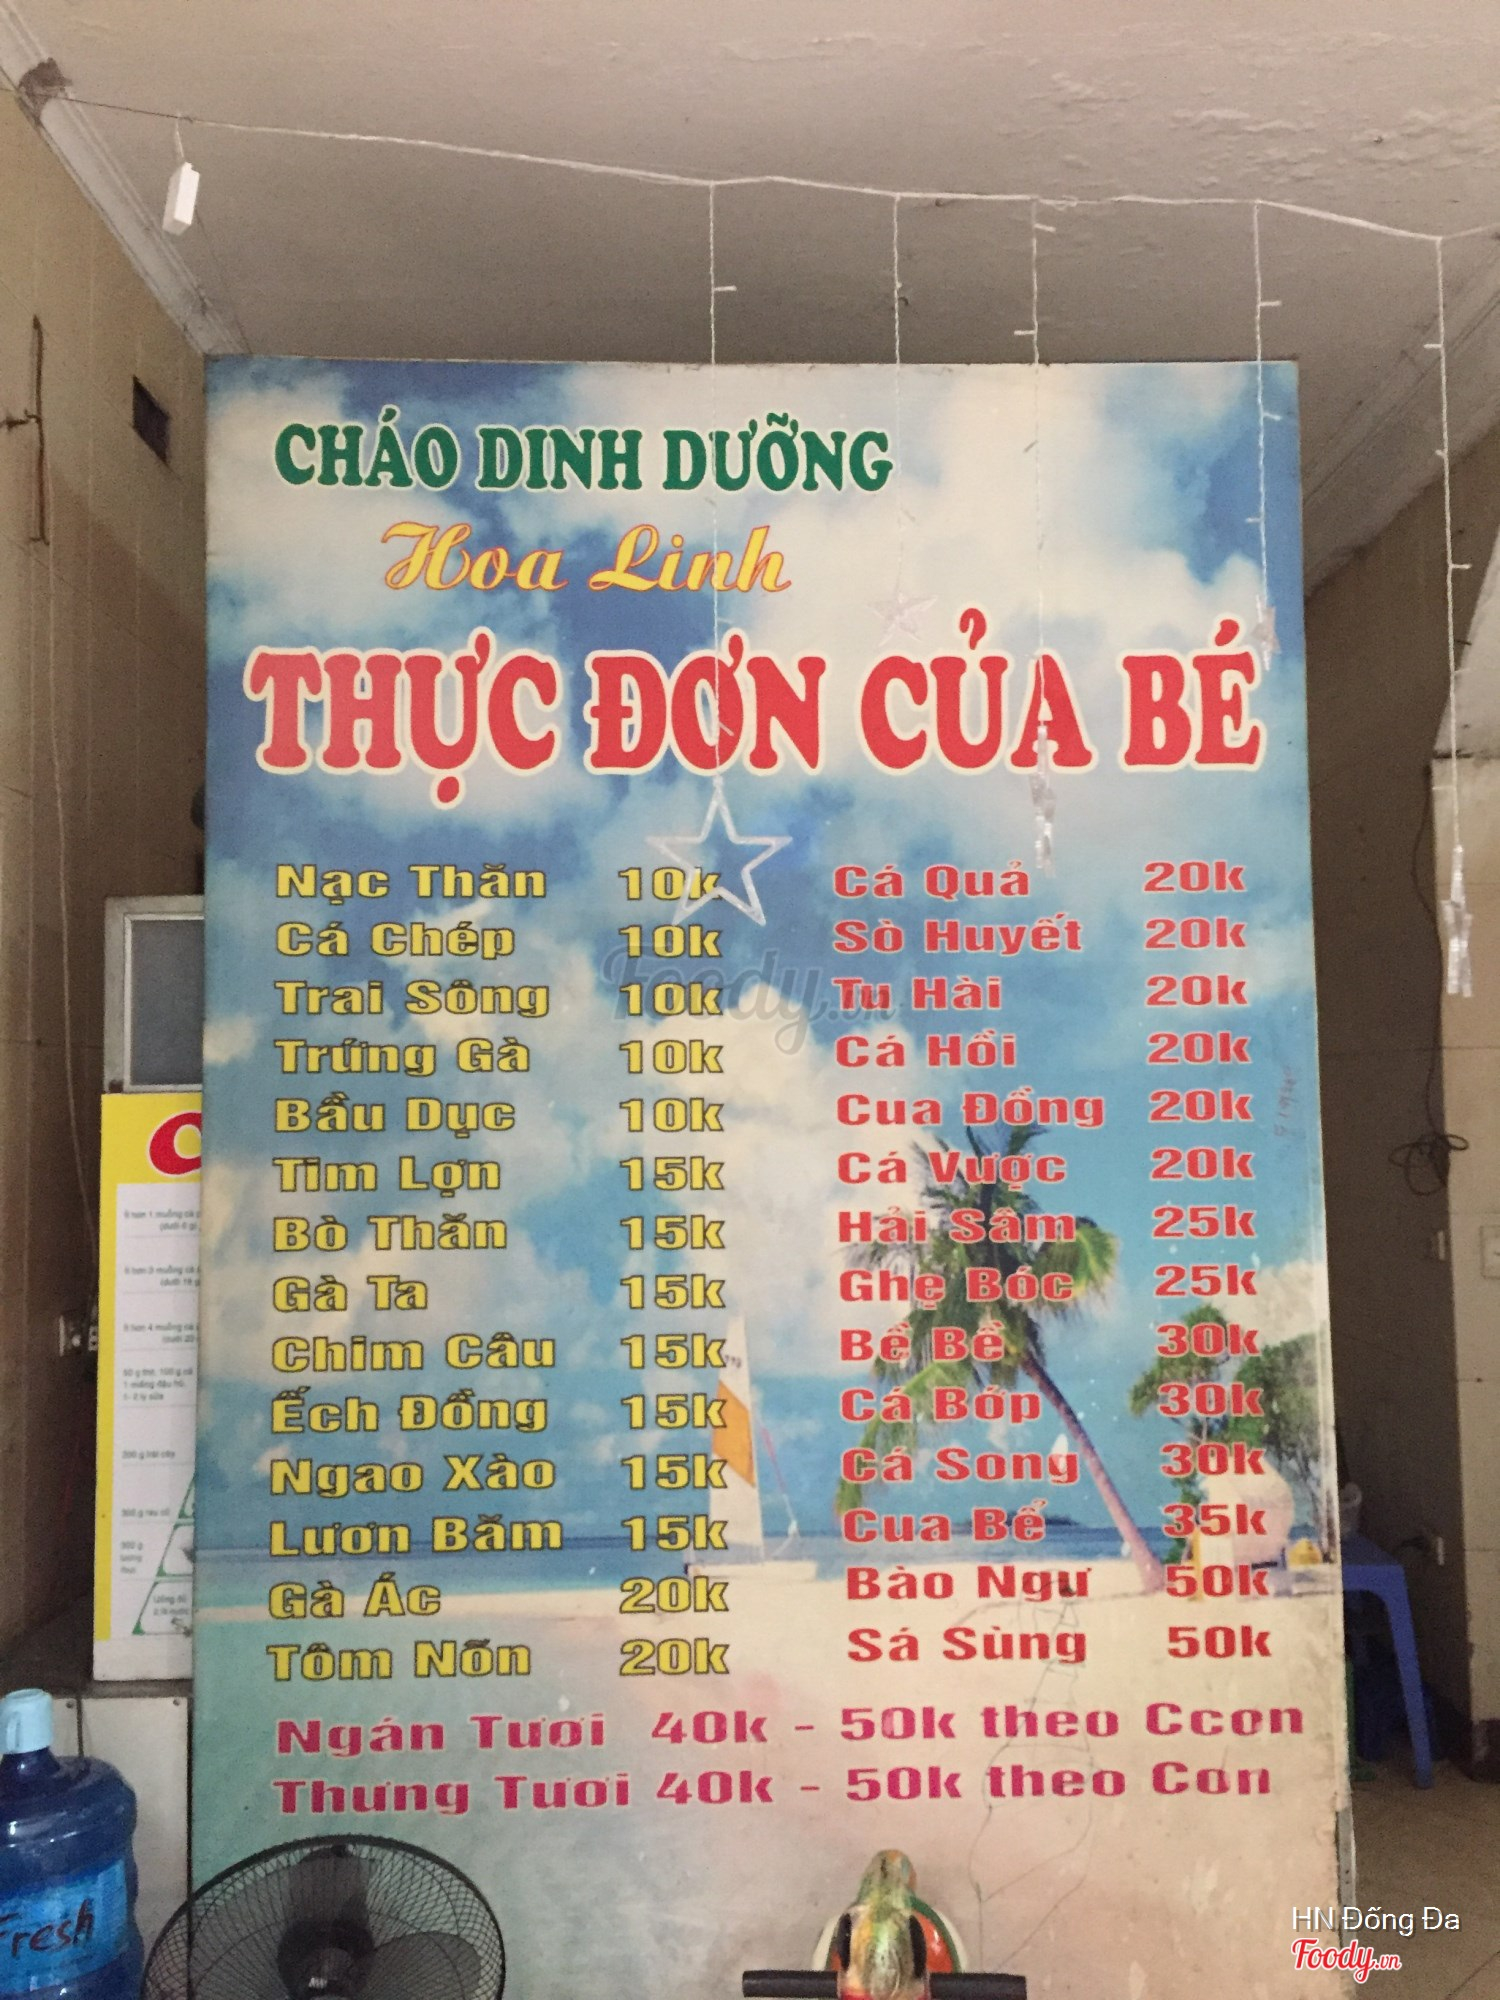 CHÁO DINH DƯỠNG
Hoa Linh
THỰC ĐƠN CỦA BÉ
Nạc Thăn 10k
Cá Chép 10k
Trai Sông 10k
Trứng Gà 10k
Bầu Dục 10k
Tim Lợn 15k
Bò Thăn 15k
Gà Ta 15k
Chim Câu 15k
Ếch Đồng 15k
Ngao Xào 15k
Lươn Băm 15k
Gà Ác 20k
Tôm Nõn 20k
Cá Quả 20k
Sò Huyết 20k
Tu Hài 20k
Cá Hồi 20k
Cua Đồng 20k
Cá Vược 20k
Hải Sâm 25k
Ghẹ Bóc 25k
Bề Bề 30k
Cá Bớp 30k
Cá Song 30k
Cua Bể 35k
Bào Ngư 50k
Sá Sùng 50k
Ngán Tươi 40k - 50k theo Ccon
Thưng Tươi 40k - 50k theo Con
Foody.vn
Fresh
HN Đống Đa
Foody.vn